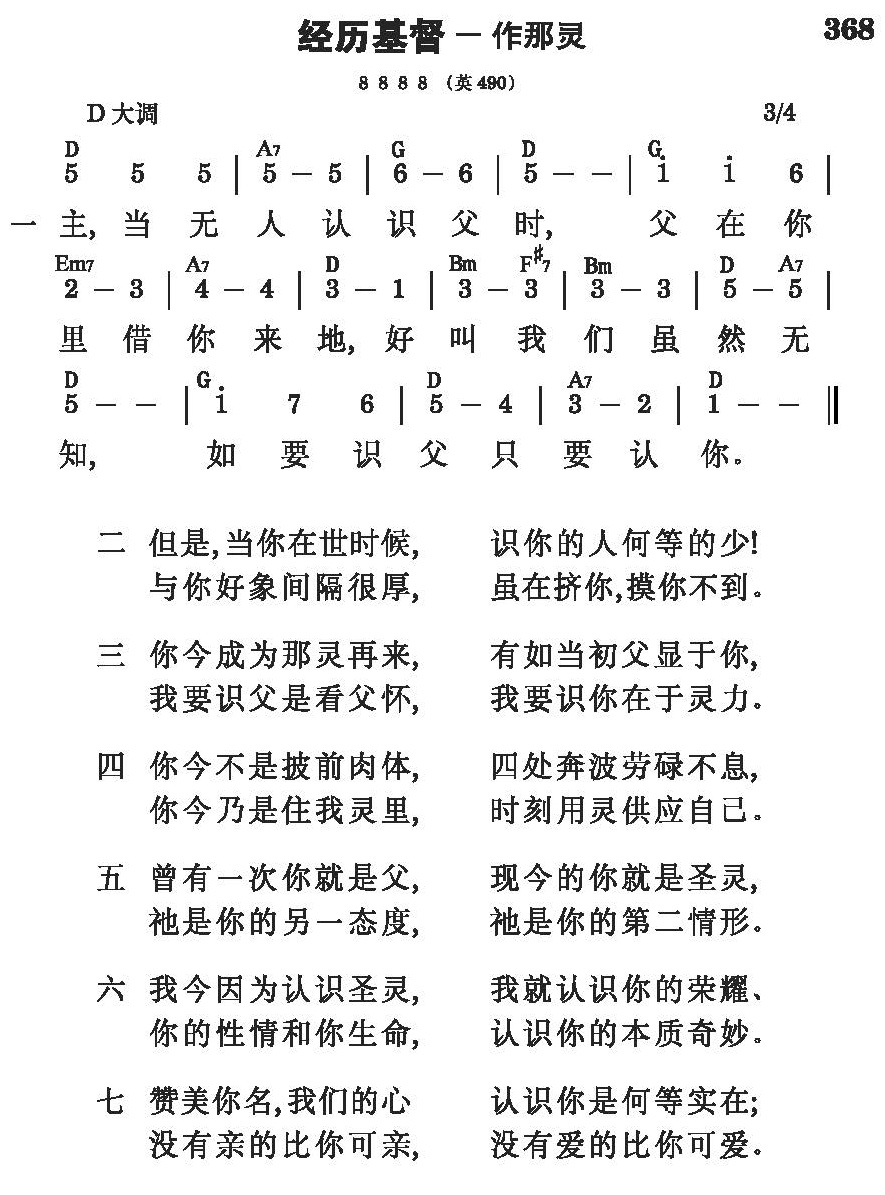 经历基督 — 作那灵 368
8 8 8 8 （英 490）
D 大调 3/4
D A7 G D G
5 5 5 | 5 – 5 | 6 – 6 | 5 – – | i i 6 |
一 主, 当 无 人 认 识 父 时, 父 在 你
Em7 A7 D Bm F♯7 Bm D A7
2 – 3 | 4 – 4 | 3 – 1 | 3 – 3 | 3 – 3 | 5 – 5 |
里 借 你 来 地, 好 叫 我 们 虽 然 无
D G D A7 D
5 – – | i 7 6 | 5 – 4 | 3 – 2 | 1 – – ‖
知, 如 要 识 父 只 要 认 你。
二 但是,当你在世时候, 识你的人何等的少!
与你好象间隔很厚, 虽在挤你,摸你不到。
三 你今成为那灵再来, 有如当初父显于你,
我要识父是看父怀, 我要识你在于灵力。
四 你今不是披前肉体, 四处奔波劳碌不息,
你今乃是住我灵里, 时刻用灵供应自己。
五 曾有一次你就是父, 现今的你就是圣灵,
祂是你的另一态度, 祂是你的第二情形。
六 我今因为认识圣灵, 我就认识你的荣耀、
你的性情和你生命, 认识你的本质奇妙。
七 赞美你名,我们的心 认识你是何等实在;
没有亲的比你可亲, 没有爱的比你可爱。